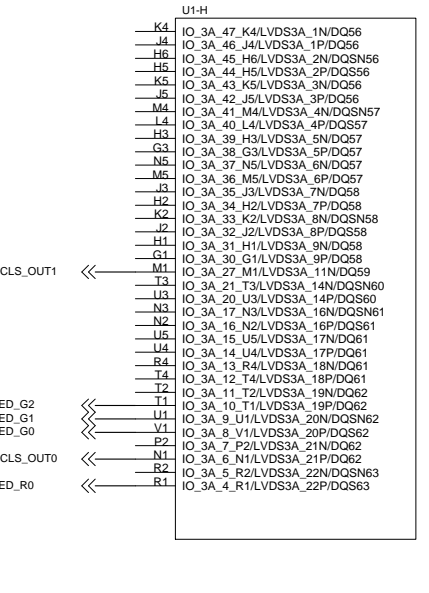 U1-H
K4 IO_3A_47_K4/LVDS3A_1N/DQ56
J4 IO_3A_46_J4/LVDS3A_1P/DQ56
H6 IO_3A_45_H6/LVDS3A_2N/DQSN56
H5 IO_3A_44_H5/LVDS3A_2P/DQS56
K5 IO_3A_43_K5/LVDS3A_3N/DQ56
J5 IO_3A_42_J5/LVDS3A_3P/DQ56
M4 IO_3A_41_M4/LVDS3A_4N/DQSN57
L4 IO_3A_40_L4/LVDS3A_4P/DQS57
H3 IO_3A_39_H3/LVDS3A_5N/DQ57
G3 IO_3A_38_G3/LVDS3A_5P/DQ57
N5 IO_3A_37_N5/LVDS3A_6N/DQ57
M5 IO_3A_36_M5/LVDS3A_6P/DQ57
J3 IO_3A_35_J3/LVDS3A_7N/DQ58
H2 IO_3A_34_H2/LVDS3A_7P/DQ58
K2 IO_3A_33_K2/LVDS3A_8N/DQSN58
J2 IO_3A_32_J2/LVDS3A_8P/DQS58
H1 IO_3A_31_H1/LVDS3A_9N/DQ58
G1 IO_3A_30_G1/LVDS3A_9P/DQ58
CLS_OUT1 M1 IO_3A_27_M1/LVDS3A_11N/DQ59
T3 IO_3A_21_T3/LVDS3A_14N/DQSN60
U3 IO_3A_20_U3/LVDS3A_14P/DQS60
N3 IO_3A_17_N3/LVDS3A_16N/DQSN61
N2 IO_3A_16_N2/LVDS3A_16P/DQS61
U5 IO_3A_15_U5/LVDS3A_17N/DQ61
U4 IO_3A_14_U4/LVDS3A_17P/DQ61
R4 IO_3A_13_R4/LVDS3A_18N/DQ61
T4 IO_3A_12_T4/LVDS3A_18P/DQ61
T2 IO_3A_11_T2/LVDS3A_19N/DQ62
ED_G2 T1 IO_3A_10_T1/LVDS3A_19P/DQ62
ED_G1 U1 IO_3A_9_U1/LVDS3A_20N/DQSN62
ED_G0 V1 IO_3A_8_V1/LVDS3A_20P/DQS62
P2 IO_3A_7_P2/LVDS3A_21N/DQ62
CLS_OUT0 N1 IO_3A_6_N1/LVDS3A_21P/DQ62
R2 IO_3A_5_R2/LVDS3A_22N/DQSN63
ED_R0 R1 IO_3A_4_R1/LVDS3A_22P/DQS63